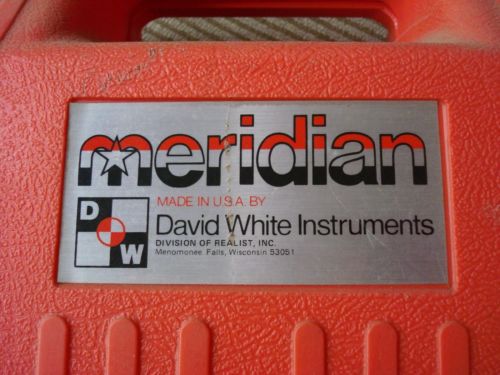 meridian
MADE IN U.S.A. BY
D
W
David White Instruments
DIVISION OF REALIST, INC.
Menomonee Falls, Wisconsin 53051